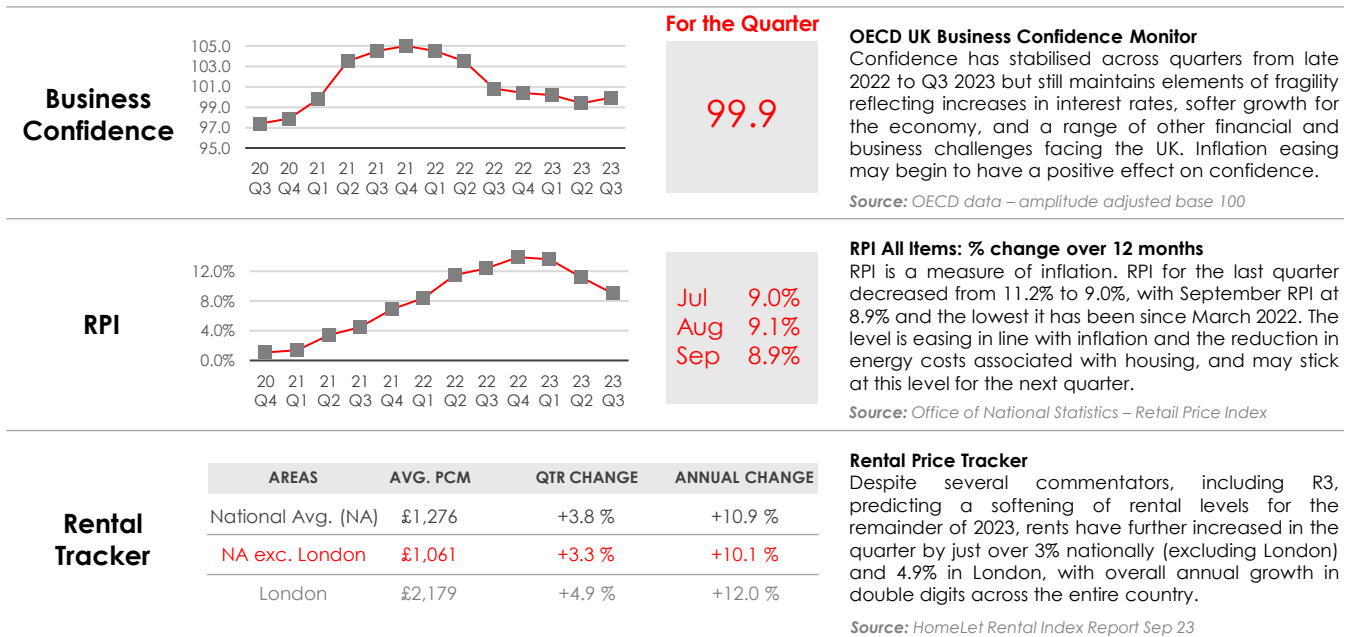 For the Quarter
Business
Confidence
105.0
103.0
101.0
99.0
97.0
95.0
20 20 21 21 21 21 22 22 22 22 23 23 23
Q3 Q4 Q1 Q2 Q3 Q4 Q1 Q2 Q3 Q4 Q1 Q2 Q3
99.9
OECD UK Business Confidence Monitor
Confidence has stabilised across quarters from late
2022 to Q3 2023 but still maintains elements of fragility
reflecting increases in interest rates, softer growth for
the economy, and a range of other financial and
business challenges facing the UK. Inflation easing
may begin to have a positive effect on confidence.
Source: OECD data – amplitude adjusted base 100
RPI
12.0%
8.0%
4.0%
0.0%
20 21 21 21 21 22 22 22 22 23 23 23
Q4 Q1 Q2 Q3 Q4 Q1 Q2 Q3 Q4 Q1 Q2 Q3
Jul 9.0%
Aug 9.1%
Sep 8.9%
RPI All Items: % change over 12 months
RPI is a measure of inflation. RPI for the last quarter
decreased from 11.2% to 9.0%, with September RPI at
8.9% and the lowest it has been since March 2022. The
level is easing in line with inflation and the reduction in
energy costs associated with housing, and may stick
at this level for the next quarter.
Source: Office of National Statistics – Retail Price Index
Rental
Tracker
AREAS AVG. PCM QTR CHANGE ANNUAL CHANGE
National Avg. (NA) £1,276 +3.8 % +10.9 %
NA exc. London £1,061 +3.3 % +10.1 %
London £2,179 +4.9 % +12.0 %
Rental Price Tracker
Despite several commentators, including R3,
predicting a softening of rental levels for the
remainder of 2023, rents have further increased in the
quarter by just over 3% nationally (excluding London)
and 4.9% in London, with overall annual growth in
double digits across the entire country.
Source: HomeLet Rental Index Report Sep 23